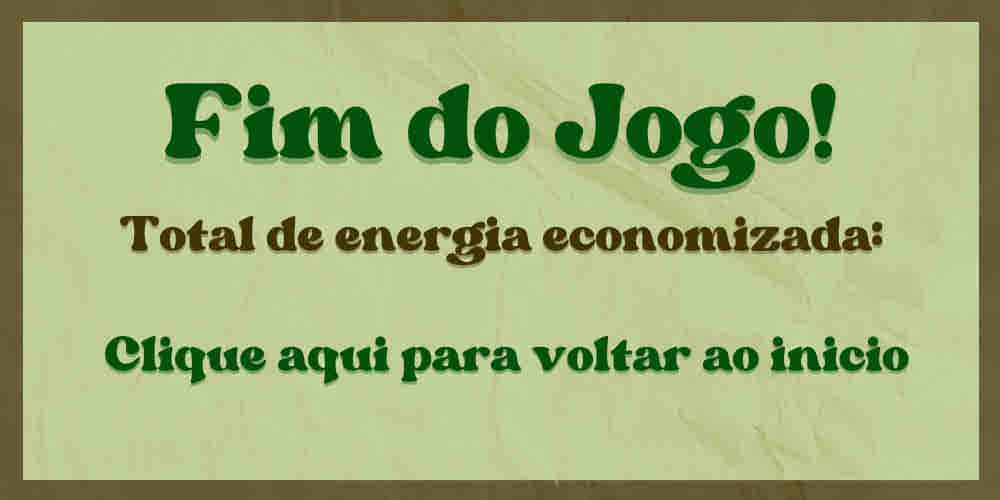 Fim do Jogo!
Total de energia economizada:
Clique aqui para voltar ao inicio